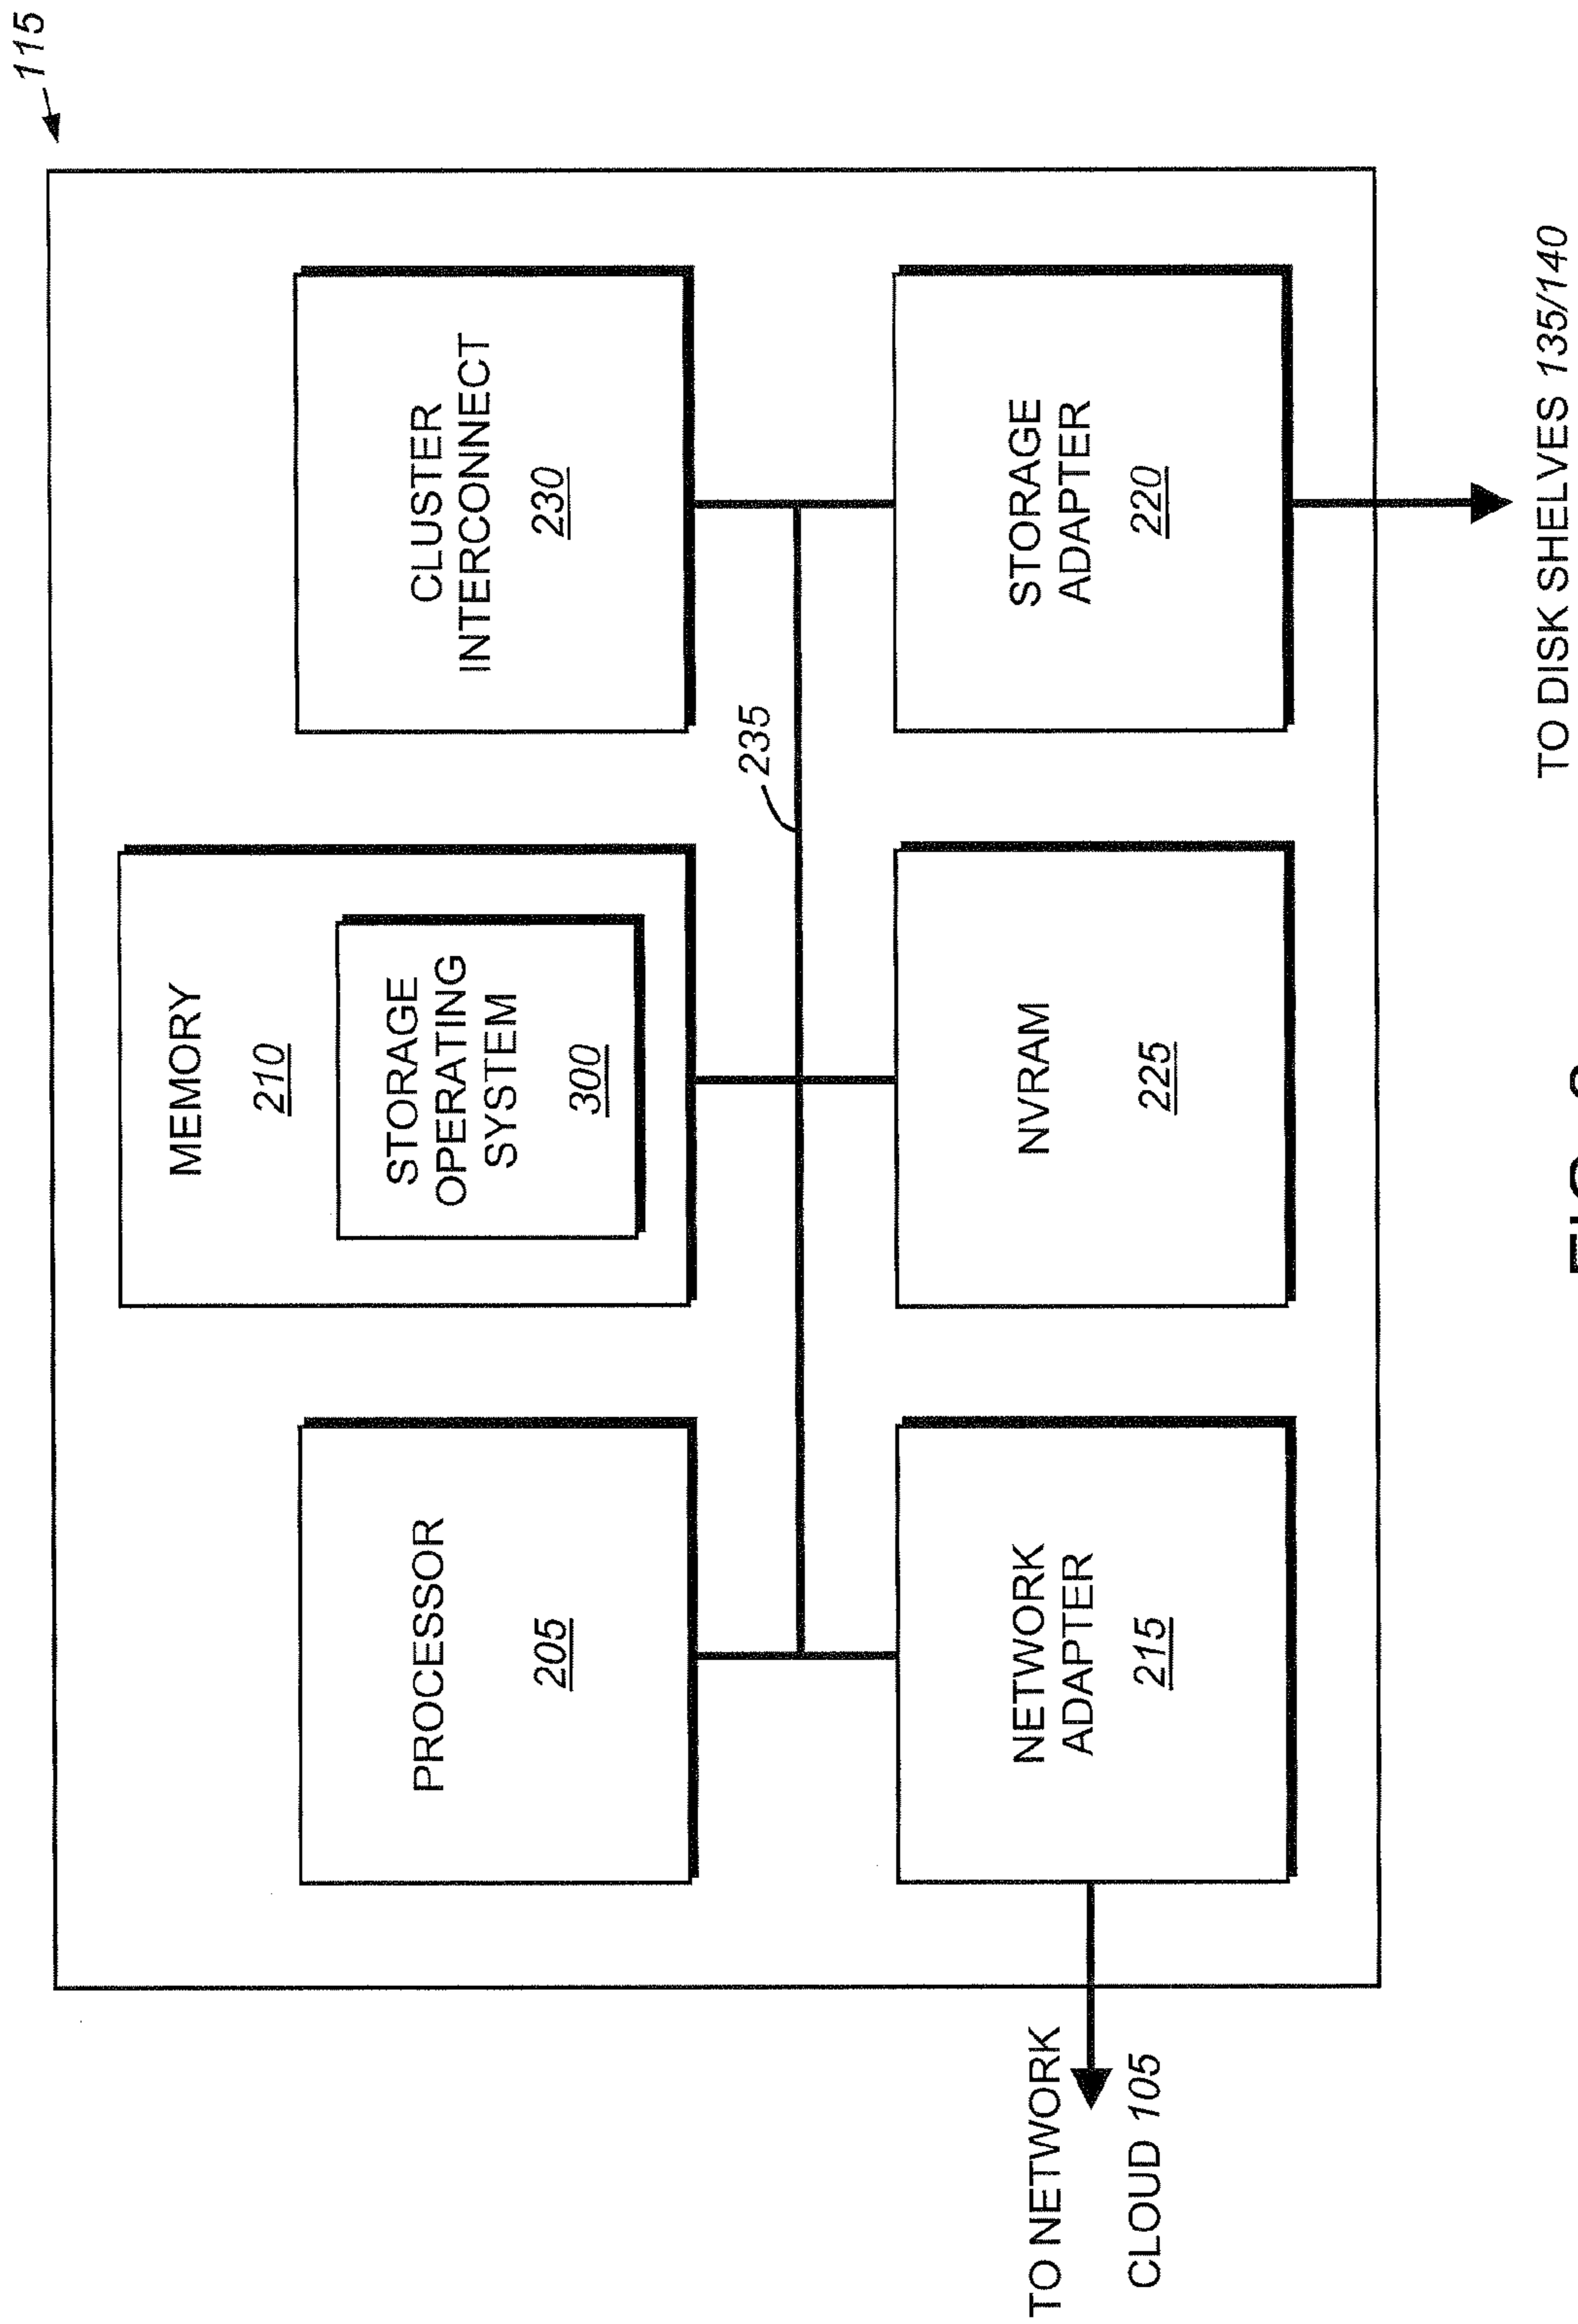 115
MEMORY
210
PROCESSOR
205
STORAGE
OPERATING
SYSTEM
300
CLUSTER
INTERCONNECT
230
235
NETWORK
ADAPTER
215
NVRAM
225
STORAGE
ADAPTER
220
TO NETWORK
CLOUD 105
TO DISK SHELVES 135/140